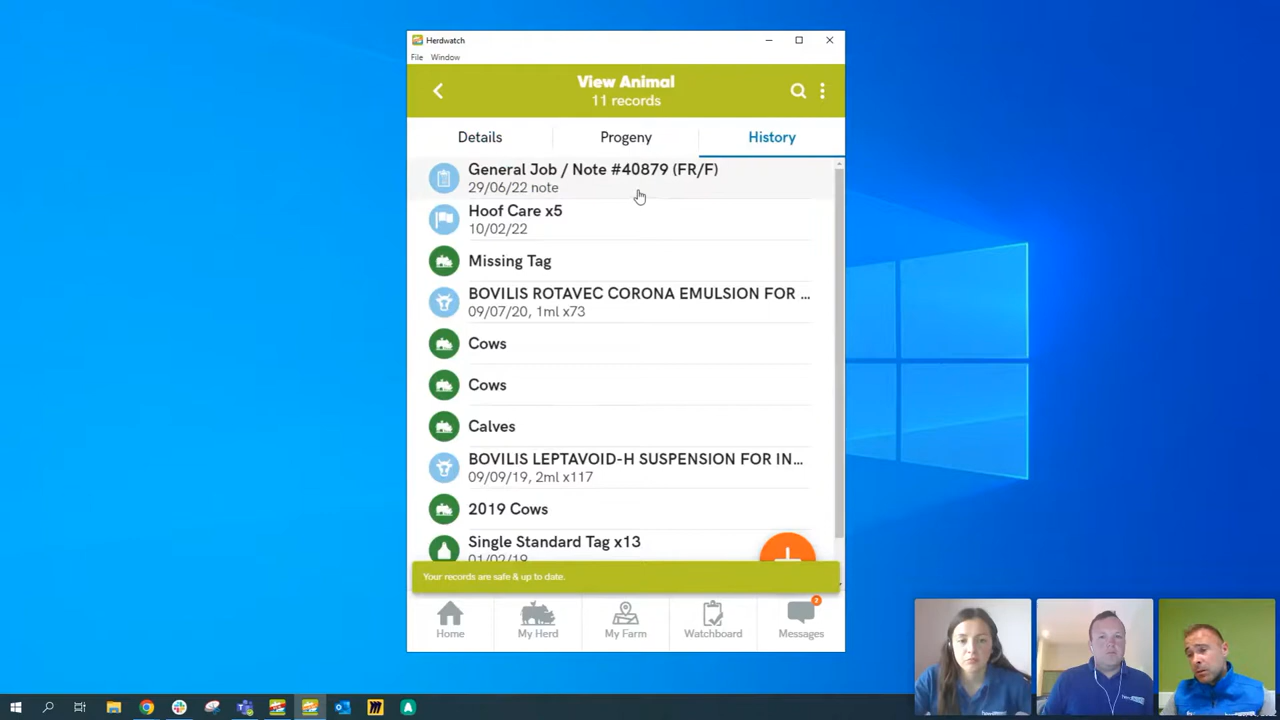 Herdwatch
File Window
View Animal
11 records
Details Progeny History
General Job / Note #40879 (FR/F)
29/06/22 note
Hoof Care x5
10/02/22
Missing Tag
BOVILIS ROTAVEC CORONA EMULSION FOR ...
09/07/20, 1ml x73
Cows
Cows
Calves
BOVILIS LEPTAVOID-H SUSPENSION FOR IN...
09/09/19, 2ml x117
2019 Cows
Single Standard Tag x13
01/02/19
Your records are safe & up to date.
2
Home My Herd My Farm Watchboard Messages